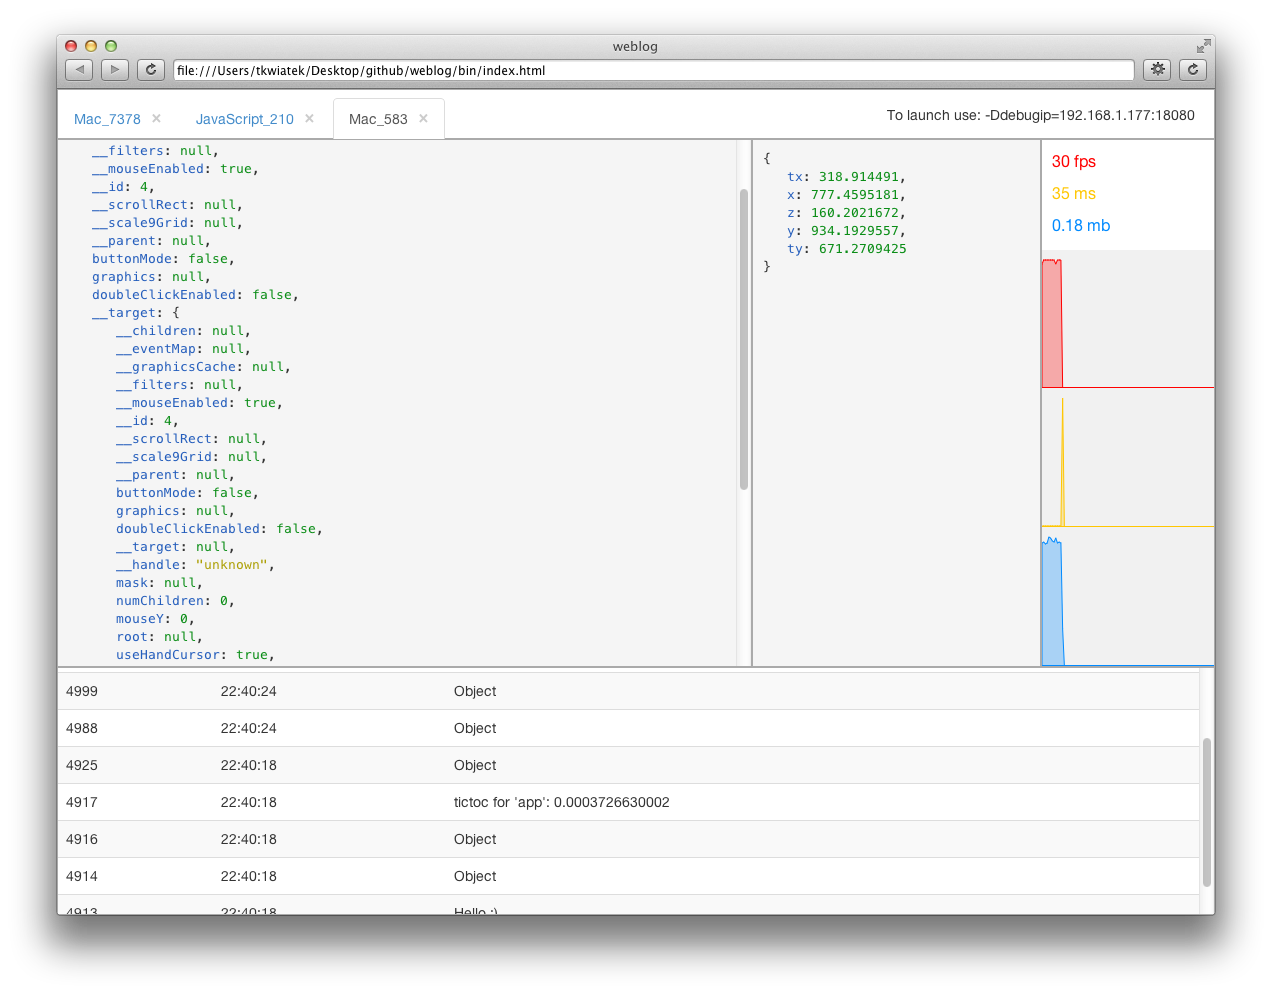 weblog
file:///Users/tkwiatek/Desktop/github/weblog/bin/index.html
Mac_7378 × JavaScript_210 × Mac_583 × To launch use: -Ddebugip=192.168.1.177:18080
__filters: null,
__mouseEnabled: true,
__id: 4,
__scrollRect: null,
__scale9Grid: null,
__parent: null,
buttonMode: false,
graphics: null,
doubleClickEnabled: false,
__target: {
__children: null,
__eventMap: null,
__graphicsCache: null,
__filters: null,
__mouseEnabled: true,
__id: 4,
__scrollRect: null,
__scale9Grid: null,
__parent: null,
buttonMode: false,
graphics: null,
doubleClickEnabled: false,
__target: null,
__handle: "unknown",
mask: null,
numChildren: 0,
mouseY: 0,
root: null,
useHandCursor: true,
{
tx: 318.914491,
x: 777.4595181,
z: 160.2021672,
y: 934.1929557,
ty: 671.2709425
}
30 fps
35 ms
0.18 mb
4999 22:40:24 Object
4988 22:40:24 Object
4925 22:40:18 Object
4917 22:40:18 tictoc for 'app': 0.0003726630002
4916 22:40:18 Object
4914 22:40:18 Object
4913 22:40:18 Hello :)